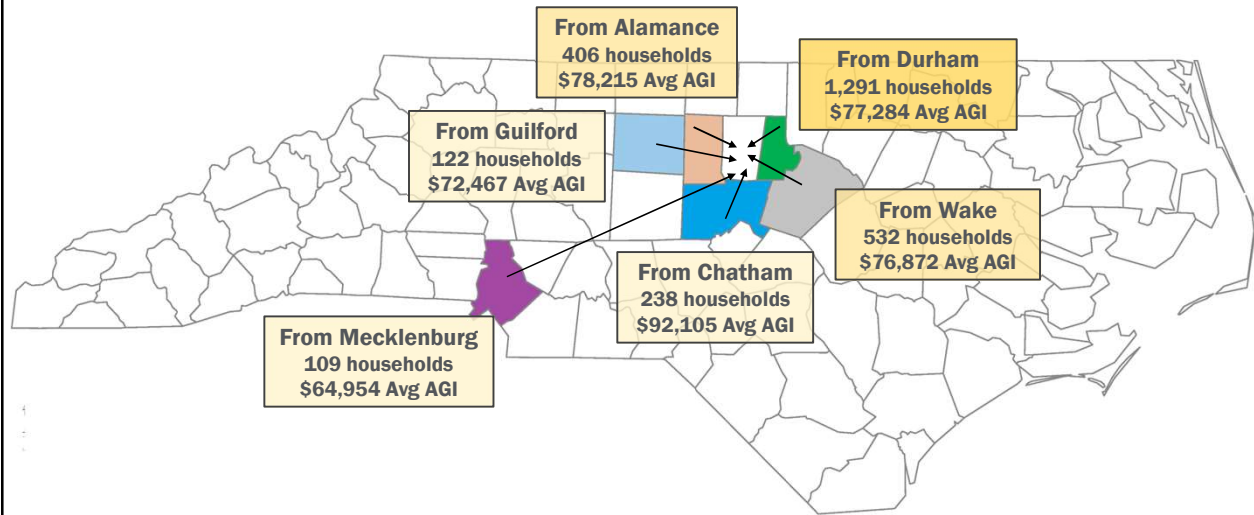 From Alamance
406 households
$78,215 Avg AGI
From Durham
1,291 households
$77,284 Avg AGI
From Guilford
122 households
$72,467 Avg AGI
From Wake
532 households
$76,872 Avg AGI
From Chatham
238 households
$92,105 Avg AGI
From Mecklenburg
109 households
$64,954 Avg AGI